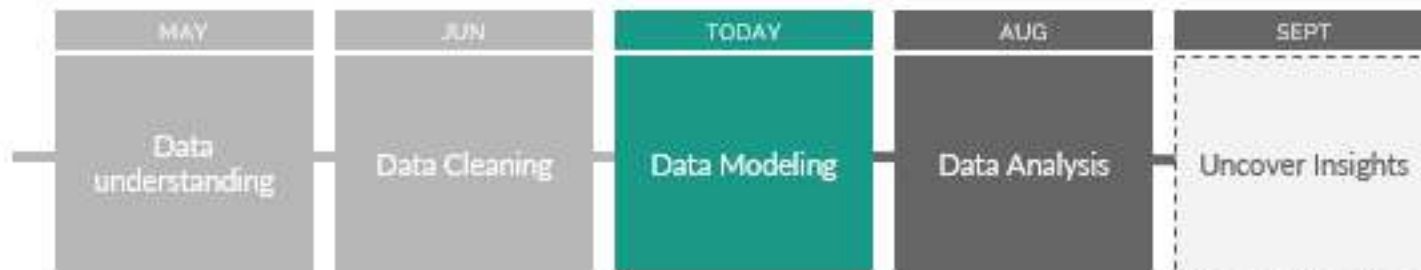 MAY
JUN
TODAY
AUG
SEPT
Data
understanding
Data Cleaning
Data Modeling
Data Analysis
Uncover Insights